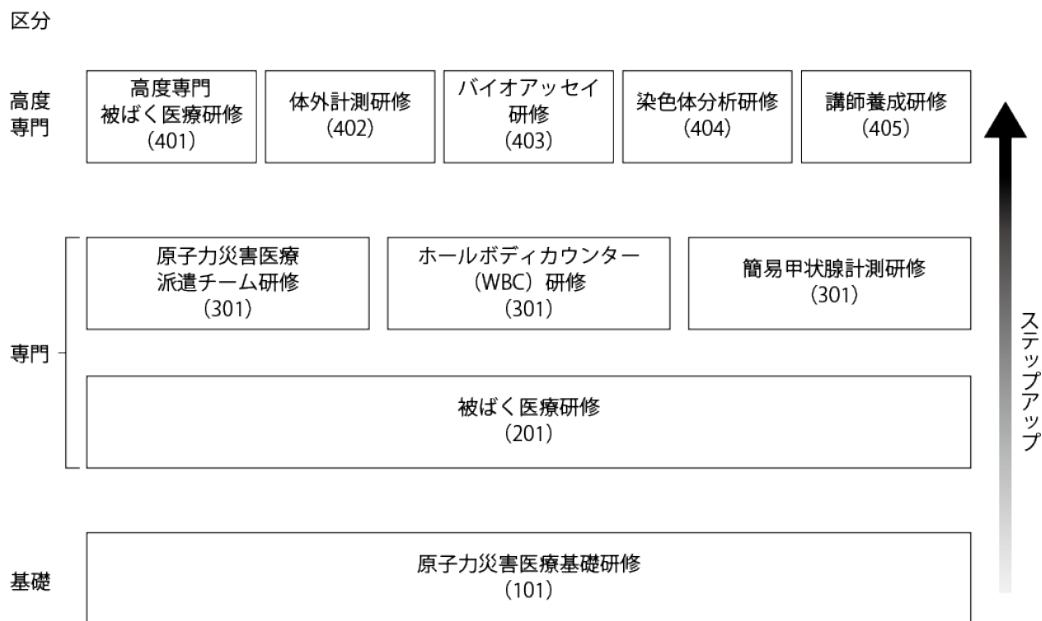 区分
高度
専門
高度専門
被ばく医療研修
(401)
体外計測研修
(402)
バイオアッセイ
研修
(403)
染色体分析研修
(404)
講師養成研修
(405)
専門
原子力災害医療
派遣チーム研修
(301)
ホールボディカウンター
(WBC)研修
(301)
簡易甲状腺計測研修
(301)
被ばく医療研修
(201)
基礎
原子力災害医療基礎研修
(101)
ステップアップ